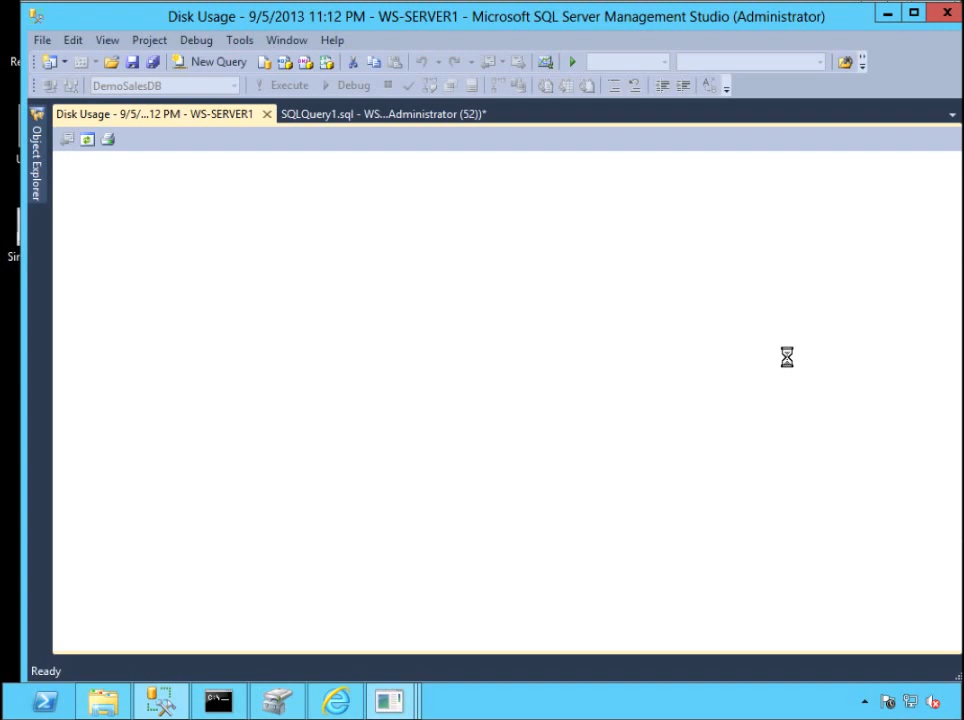 Disk Usage - 9/5/2013 11:12 PM - WS-SERVER1 - Microsoft SQL Server Management Studio (Administrator)
File Edit View Project Debug Tools Window Help
New Query
DemoSalesDB Execute Debug
Disk Usage - 9/5/...12 PM - WS-SERVER1 SQLQuery1.sql - WS...Administrator (52))*
Object Explorer
Ready